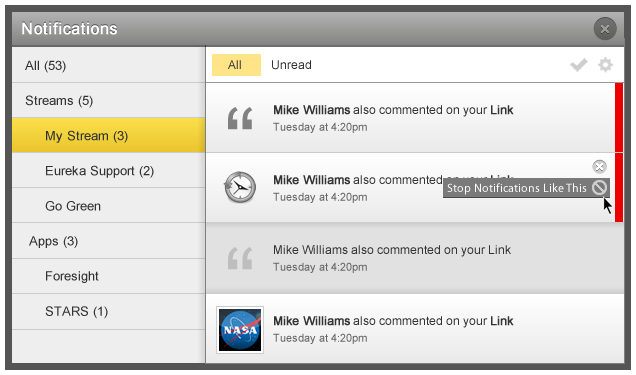 Notifications
All (53)
Streams (5)
My Stream (3)
Eureka Support (2)
Go Green
Apps (3)
Foresight
STARS (1)
All Unread
Mike Williams also commented on your Link
Tuesday at 4:20pm
Mike Williams also commented on your Link
Tuesday at 4:20pm
Stop Notifications Like This
Mike Williams also commented on your Link
Tuesday at 4:20pm
NASA
Mike Williams also commented on your Link
Tuesday at 4:20pm